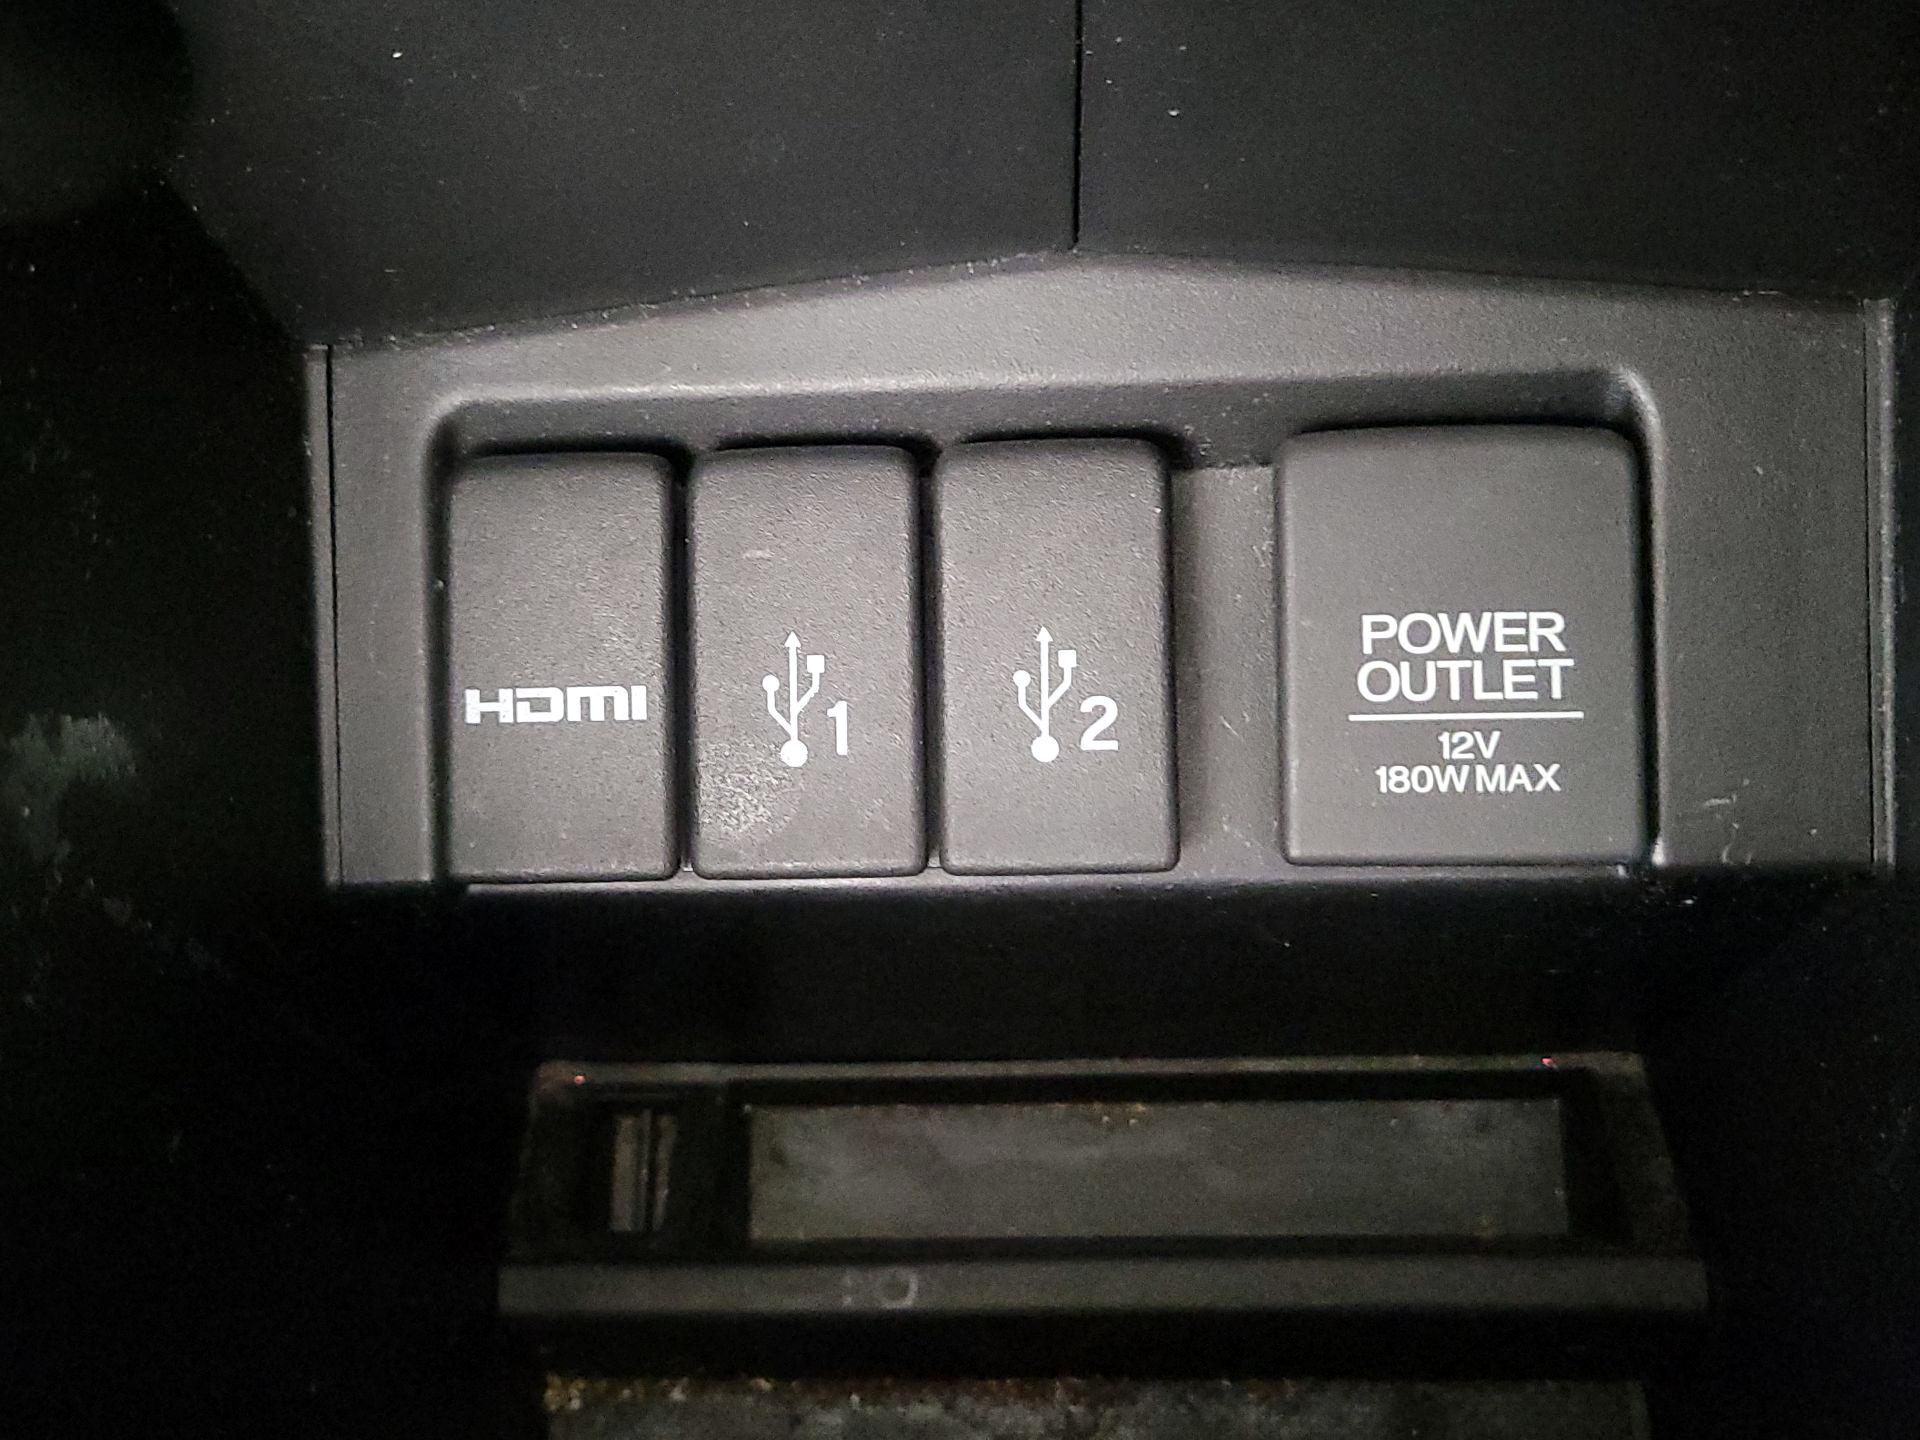 HDMI
1
2
POWER
OUTLET
12V
180W MAX